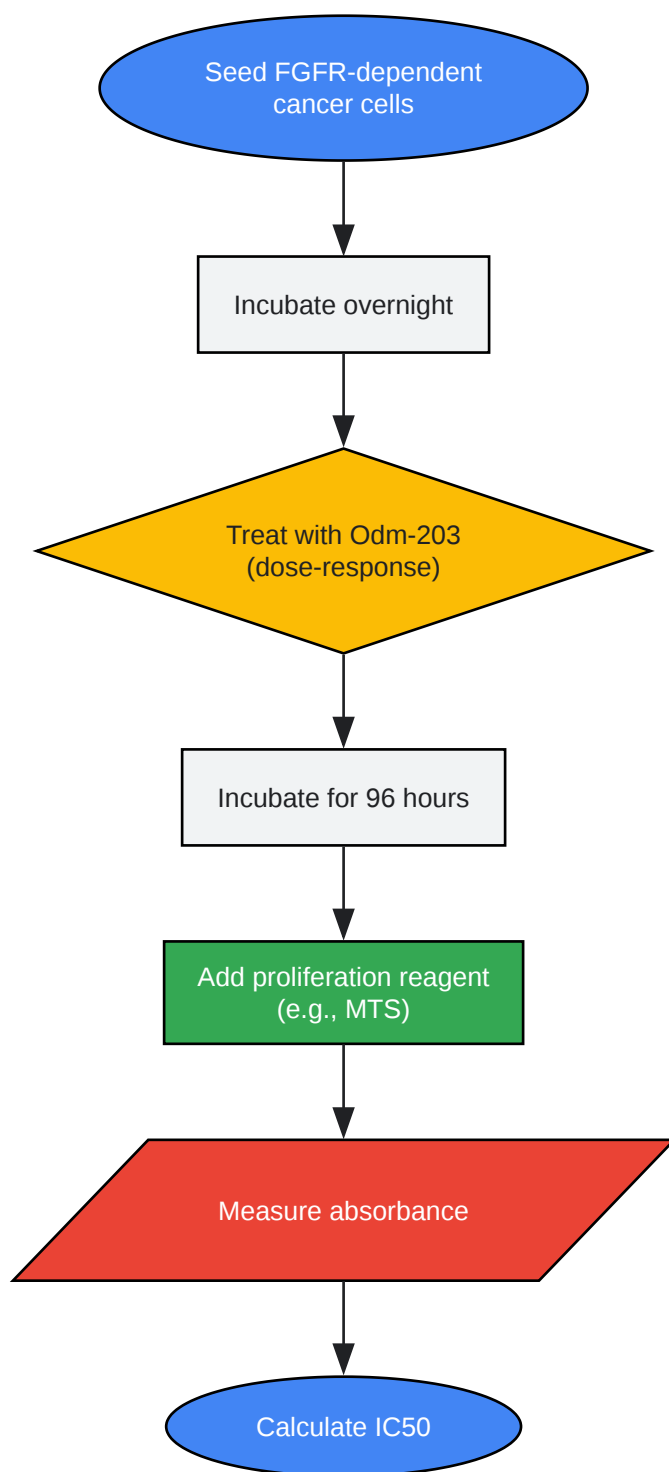 Seed FGFR-dependent
cancer cells
Incubate overnight
Treat with Odm-203
(dose-response)
Incubate for 96 hours
Add proliferation reagent
(e.g., MTS)
Measure absorbance
Calculate IC50